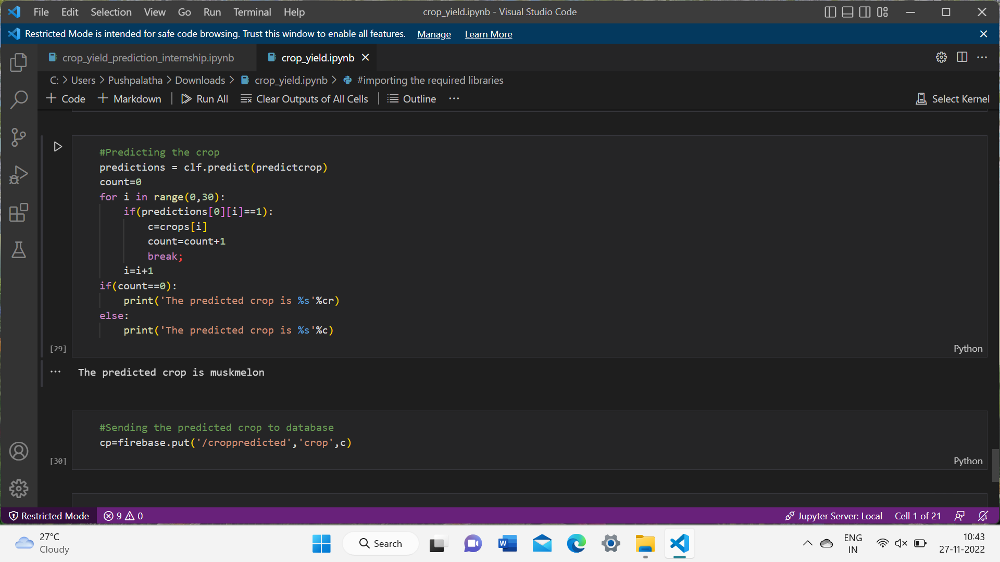 File Edit Selection View Go Run Terminal Help crop_yield.ipynb - Visual Studio Code
Restricted Mode is intended for safe code browsing. Trust this window to enable all features. Manage Learn More
crop_yield_prediction_internship.ipynb crop_yield.ipynb
C: > Users > Pushpalatha > Downloads > crop_yield.ipynb > #importing the required libraries
+ Code + Markdown | Run All Clear Outputs of All Cells | Outline ... Select Kernel
#Predicting the crop
predictions = clf.predict(predictcrop)
count=0
for i in range(0,30):
    if(predictions[0][i]==1):
        c=crops[i]
        count=count+1
        break;
    i=i+1
if(count==0):
    print('The predicted crop is %s'%cr)
else:
    print('The predicted crop is %s'%c)
[29] Python
... The predicted crop is muskmelon
#Sending the predicted crop to database
cp=firebase.put('/croppredicted','crop',c)
[30] Python
Restricted Mode 9 0 Jupyter Server: Local Cell 1 of 21
27°C
Cloudy
W
Search
ENG
IN
10:43
27-11-2022